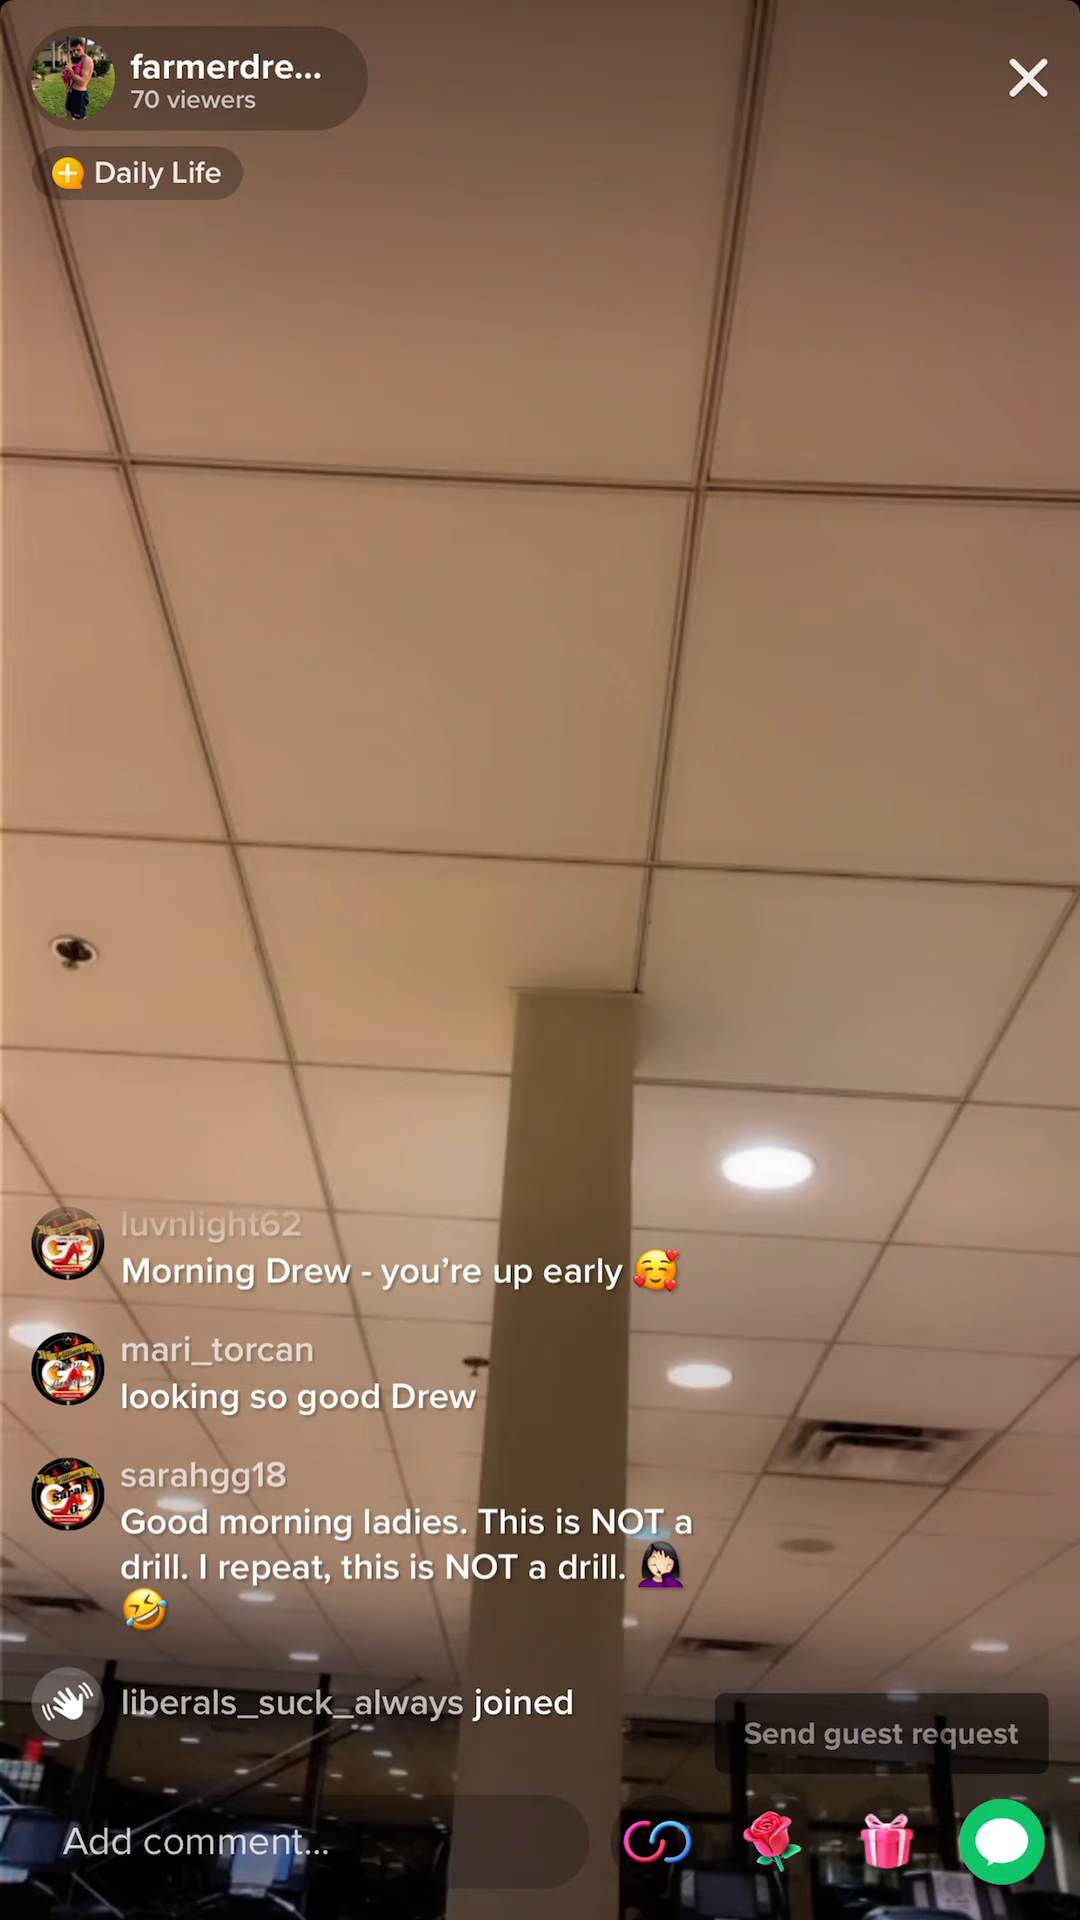 farmerdre...
70 viewers
Daily Life
luvnlight62
Morning Drew - you're up early 🥰
mari_torcan
looking so good Drew
sarahgg18
Good morning ladies. This is NOT a
drill. I repeat, this is NOT a drill. 🤦🏻‍♀️
🤣
liberals_suck_always joined
Send guest request
Add comment...